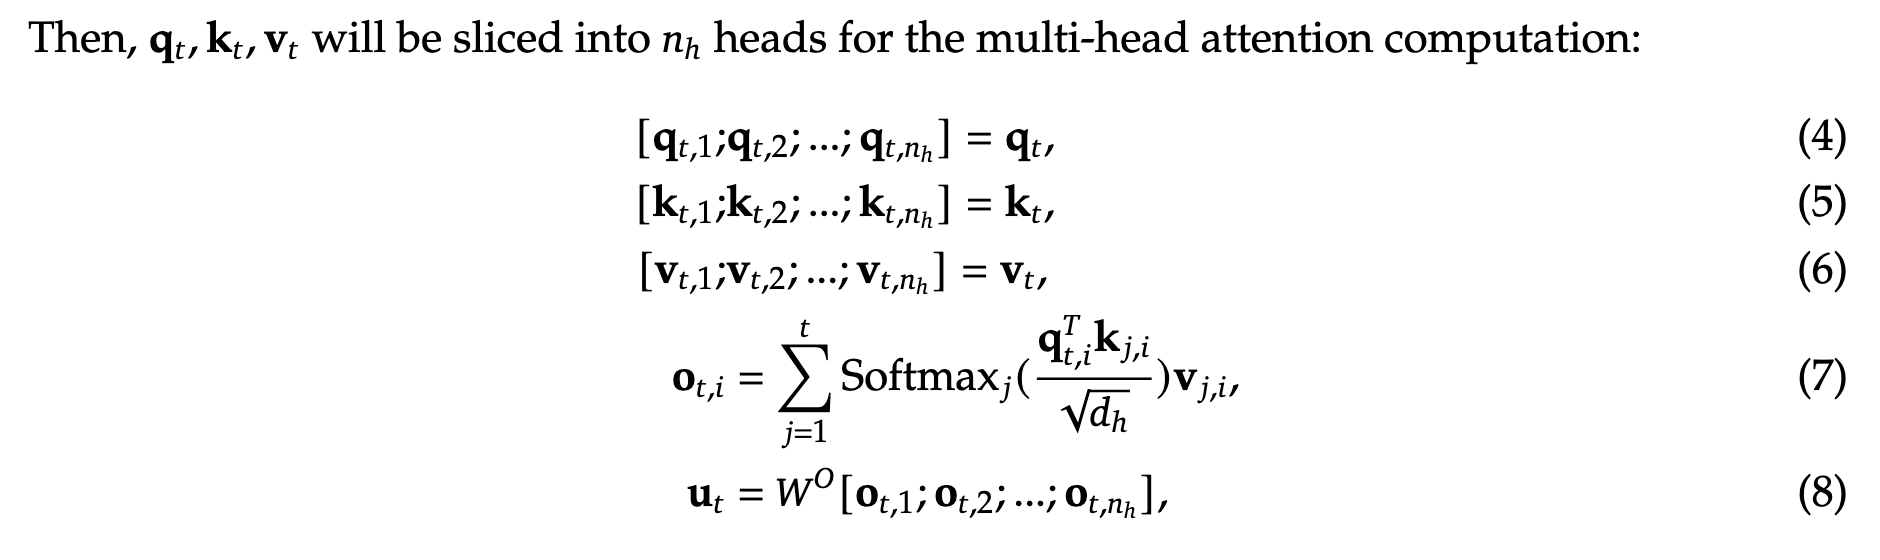 Then, q_t, k_t, v_t will be sliced into n_h heads for the multi-head attention computation:
[q_{t,1};q_{t,2}; ...; q_{t,n_h}] = q_t, (4)
[k_{t,1};k_{t,2}; ...; k_{t,n_h}] = k_t, (5)
[v_{t,1};v_{t,2}; ...; v_{t,n_h}] = v_t, (6)
o_{t,i} = \sum_{j=1}^{t} Softmax_j(\frac{q_{t,i}^T k_{j,i}}{\sqrt{d_h}})v_{j,i}, (7)
u_t = W^O[o_{t,1}; o_{t,2}; ...; o_{t,n_h}], (8)